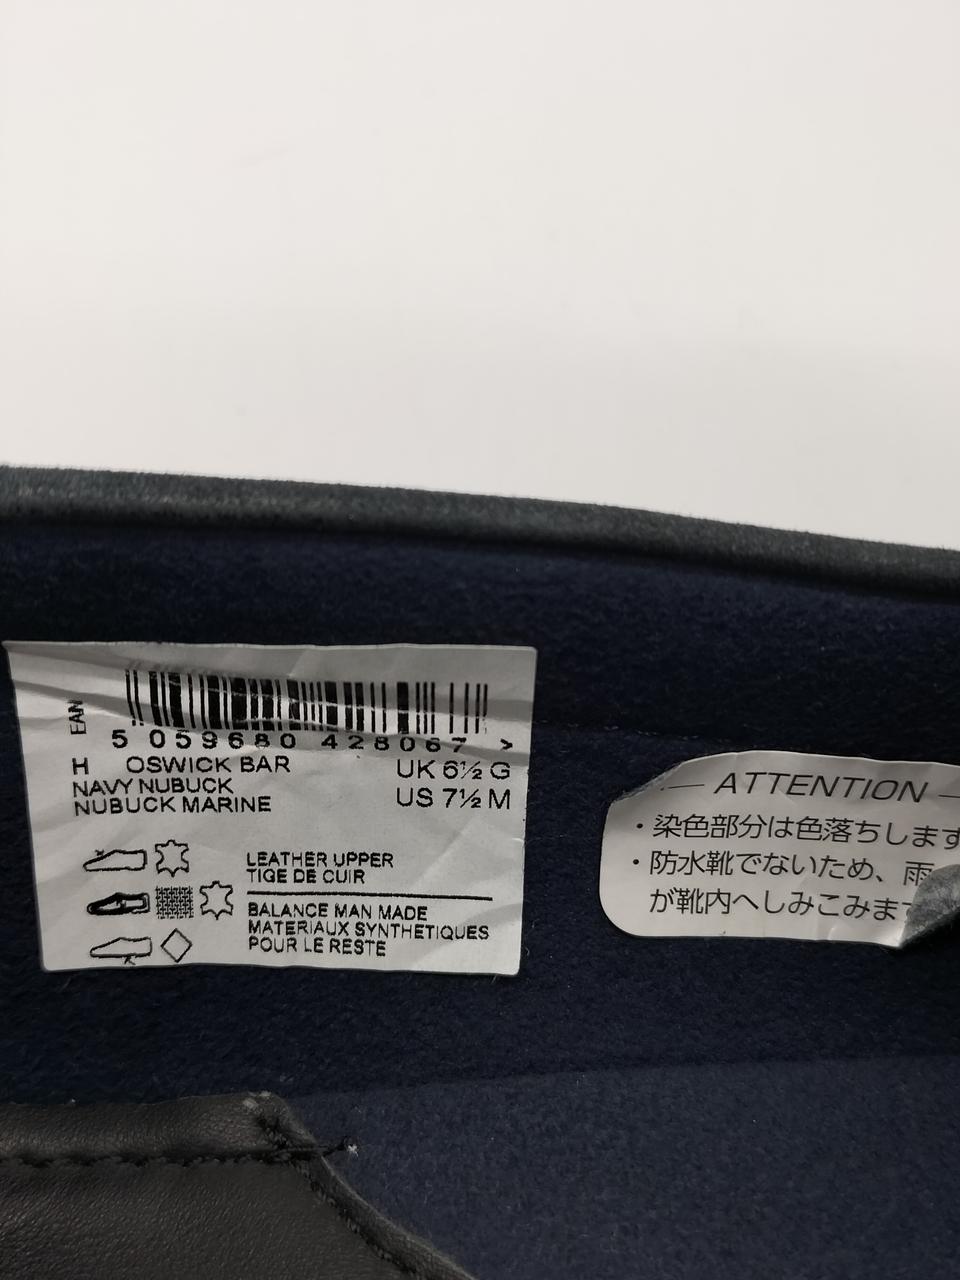 EAN
5 059680 428067 >
H OSWICK BAR UK 6½ G
NAVY NUBUCK US 7½ M
NUBUCK MARINE
LEATHER UPPER
TIGE DE CUIR
BALANCE MAN MADE
MATERIAUX SYNTHETIQUES
POUR LE RESTE
ATTENTION
・染色部分は色落ちします
・防水靴でないため、雨
が靴内へしみこみます